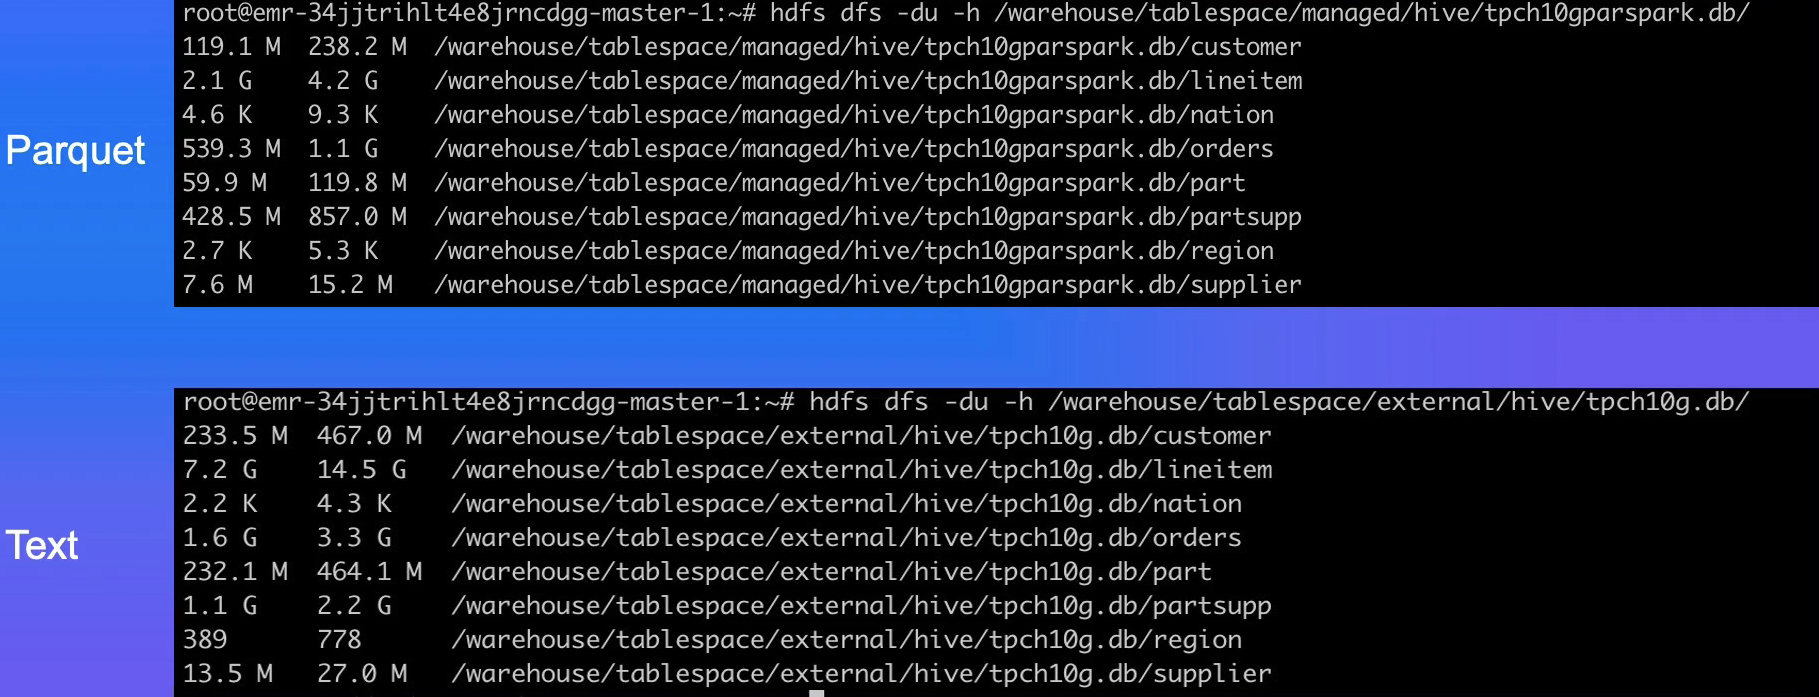 root@emr-34jjtrihlt4e8jrncdgg-master-1:~# hdfs dfs -du -h /warehouse/tablespace/managed/hive/tpch10gparspark.db/
119.1 M  238.2 M  /warehouse/tablespace/managed/hive/tpch10gparspark.db/customer
2.1 G    4.2 G    /warehouse/tablespace/managed/hive/tpch10gparspark.db/lineitem
4.6 K    9.3 K    /warehouse/tablespace/managed/hive/tpch10gparspark.db/nation
Parquet
539.3 M  1.1 G    /warehouse/tablespace/managed/hive/tpch10gparspark.db/orders
59.9 M   119.8 M  /warehouse/tablespace/managed/hive/tpch10gparspark.db/part
428.5 M  857.0 M  /warehouse/tablespace/managed/hive/tpch10gparspark.db/partsupp
2.7 K    5.3 K    /warehouse/tablespace/managed/hive/tpch10gparspark.db/region
7.6 M    15.2 M   /warehouse/tablespace/managed/hive/tpch10gparspark.db/supplier
root@emr-34jjtrihlt4e8jrncdgg-master-1:~# hdfs dfs -du -h /warehouse/tablespace/external/hive/tpch10g.db/
233.5 M  467.0 M  /warehouse/tablespace/external/hive/tpch10g.db/customer
7.2 G    14.5 G   /warehouse/tablespace/external/hive/tpch10g.db/lineitem
2.2 K    4.3 K    /warehouse/tablespace/external/hive/tpch10g.db/nation
Text
1.6 G    3.3 G    /warehouse/tablespace/external/hive/tpch10g.db/orders
232.1 M  464.1 M  /warehouse/tablespace/external/hive/tpch10g.db/part
1.1 G    2.2 G    /warehouse/tablespace/external/hive/tpch10g.db/partsupp
389      778      /warehouse/tablespace/external/hive/tpch10g.db/region
13.5 M   27.0 M   /warehouse/tablespace/external/hive/tpch10g.db/supplier